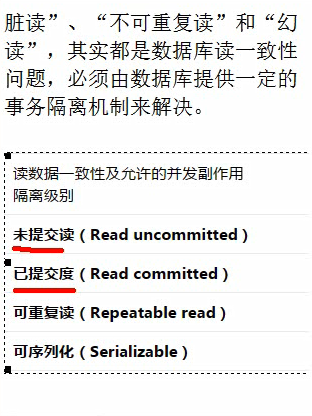 脏读”、“不可重复读”和“幻
读”，其实都是数据库读一致性
问题，必须由数据库提供一定的
事务隔离机制来解决。
读数据一致性及允许的并发副作用
隔离级别
未提交读（Read uncommitted）
已提交度（Read committed）
可重复读（Repeatable read）
可序列化（Serializable）